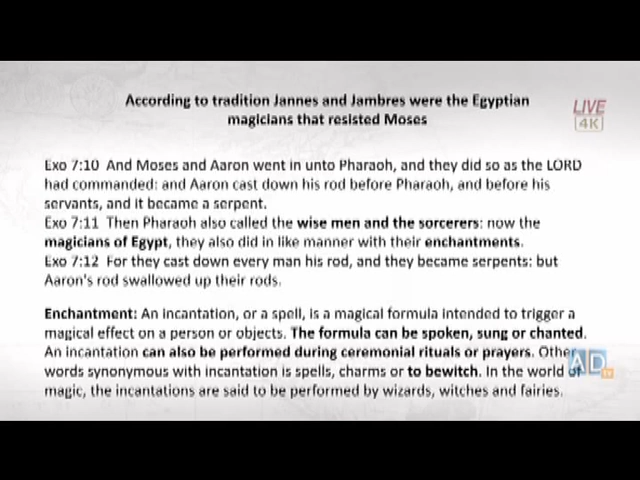 According to tradition Jannes and Jambres were the Egyptian
magicians that resisted Moses
LIVE
4K
Exo 7:10 And Moses and Aaron went in unto Pharaoh, and they did so as the LORD
had commanded: and Aaron cast down his rod before Pharaoh, and before his
servants, and it became a serpent.
Exo 7:11 Then Pharaoh also called the wise men and the sorcerers: now the
magicians of Egypt, they also did in like manner with their enchantments.
Exo 7:12 For they cast down every man his rod, and they became serpents: but
Aaron's rod swallowed up their rods.
Enchantment: An incantation, or a spell, is a magical formula intended to trigger a
magical effect on a person or objects. The formula can be spoken, sung or chanted.
An incantation can also be performed during ceremonial rituals or prayers. Other
words synonymous with incantation is spells, charms or to bewitch. In the world of
magic, the incantations are said to be performed by wizards, witches and fairies.
AD
tv